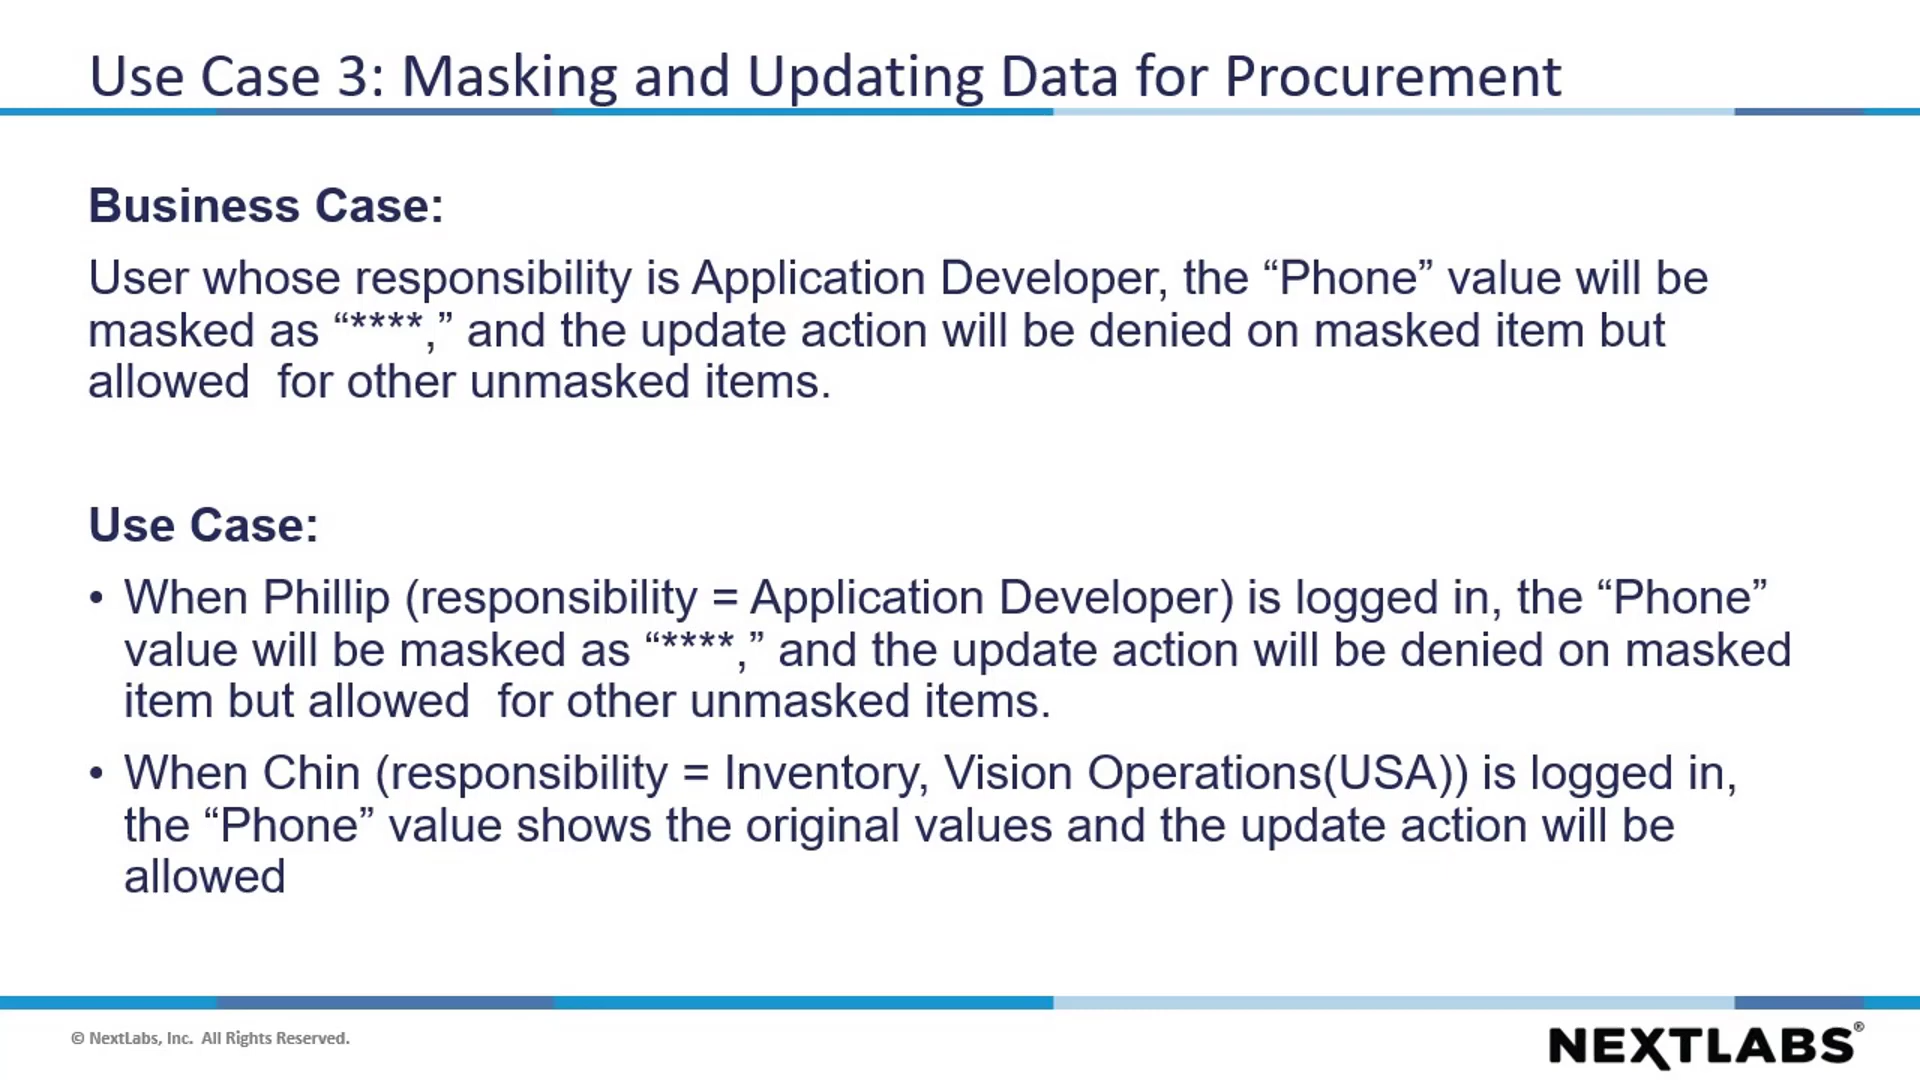 Use Case 3: Masking and Updating Data for Procurement
Business Case:
User whose responsibility is Application Developer, the “Phone” value will be
masked as “****,” and the update action will be denied on masked item but
allowed  for other unmasked items.
Use Case:
• When Phillip (responsibility = Application Developer) is logged in, the “Phone”
value will be masked as “****,” and the update action will be denied on masked
item but allowed  for other unmasked items.
• When Chin (responsibility = Inventory, Vision Operations(USA)) is logged in,
the “Phone” value shows the original values and the update action will be
allowed
© NextLabs, Inc.  All Rights Reserved.
NEXTLABS®